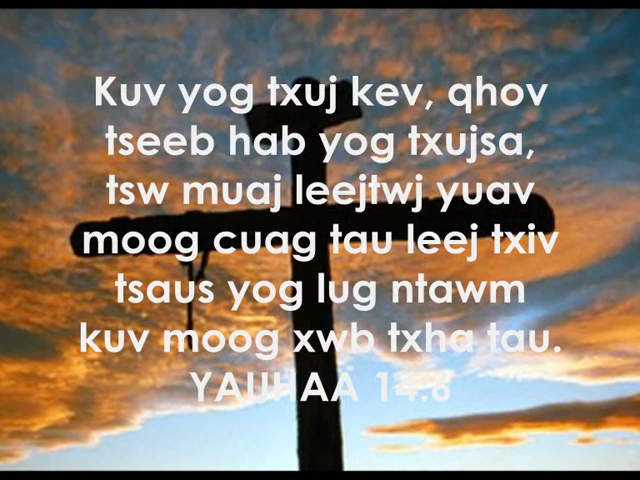 Kuv yog txuj kev, qhov
tseeb hab yog txujsa,
tsw muaj leejtwj yuav
moog cuag tau leej txiv
tsaus yog lug ntawm
kuv moog xwb txha tau.
YAUHAA 14.6